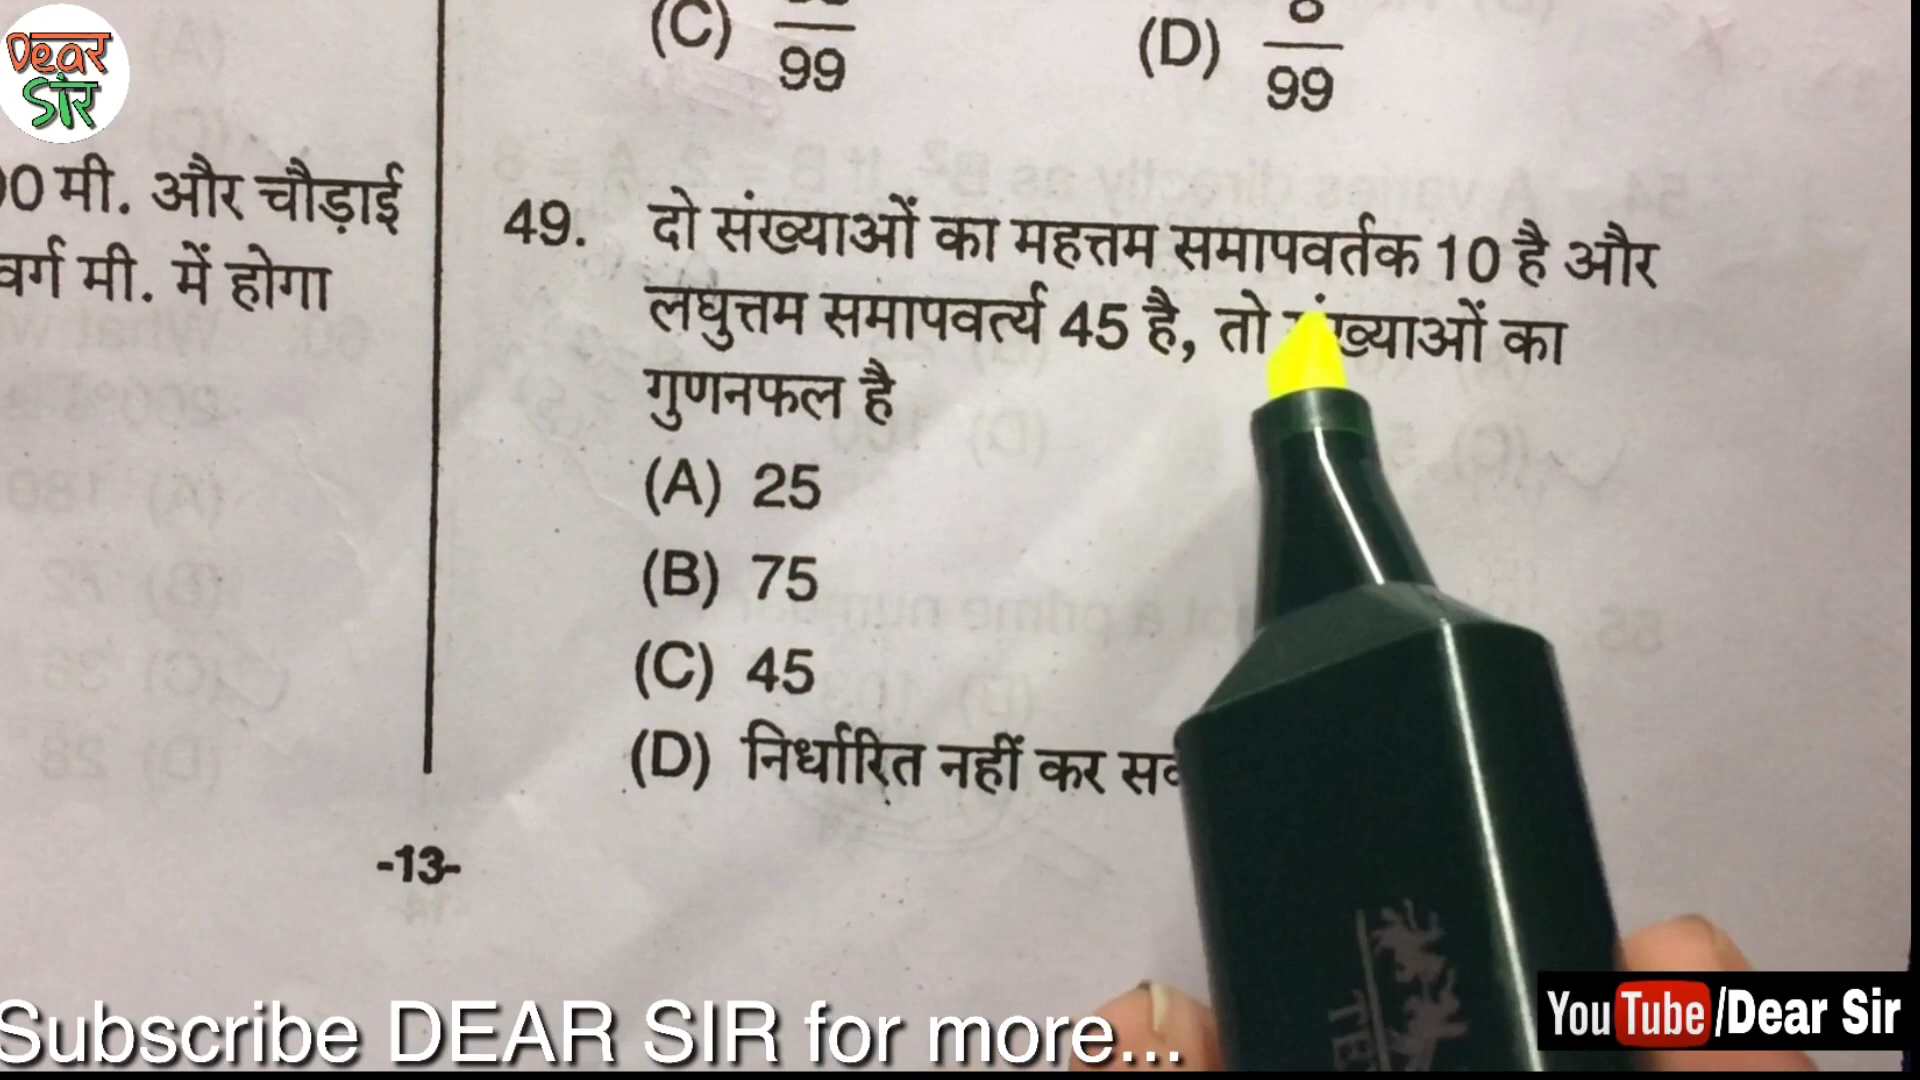 Dear
Sir
(C) 99
(D) 99
0 मी. और चौड़ाई
वर्ग मी. में होगा
49. दो संख्याओं का महत्तम समापवर्तक 10 है और
लघुत्तम समापवर्त्य 45 है, तो संख्याओं का
गुणनफल है
(A) 25
(B) 75
(C) 45
(D) निर्धारित नहीं कर
-13-
Subscribe DEAR SIR for more...
YouTube/Dear Sir